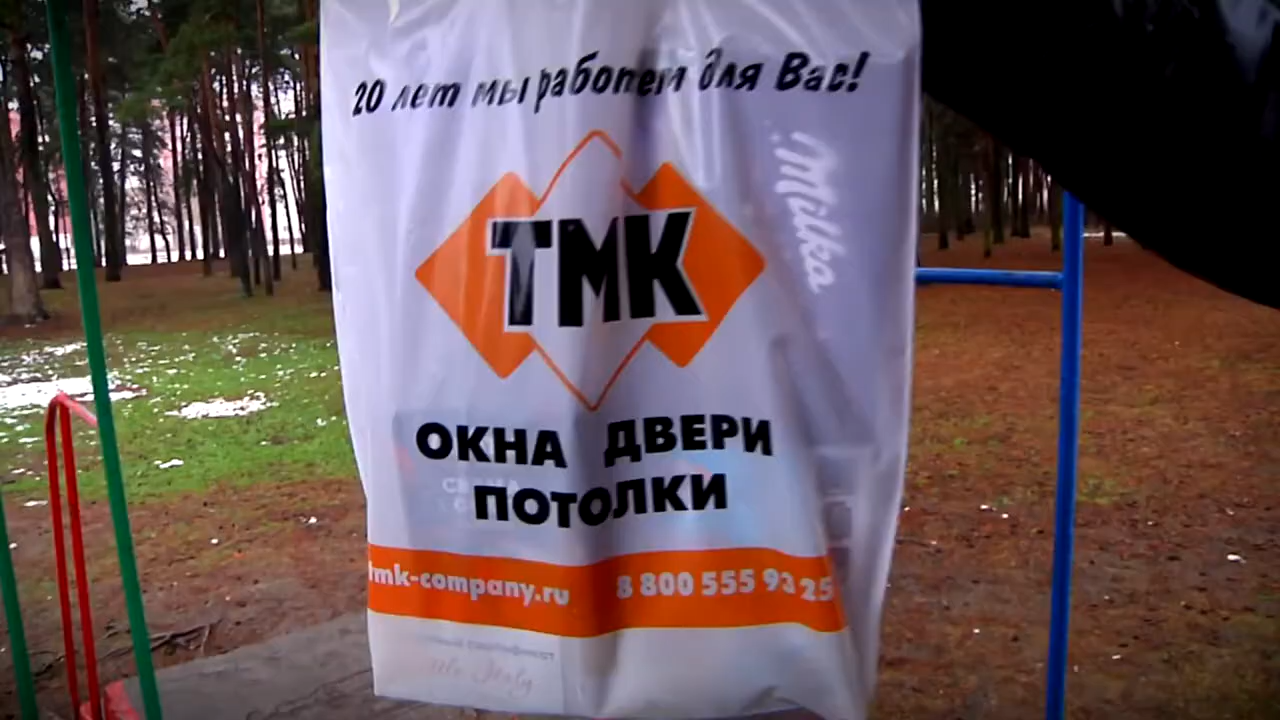 20 лет мы работаем для Вас!
Milka
ТМК
ОКНА ДВЕРИ
ПОТОЛКИ
tmk-company.ru 8 800 555 93 25